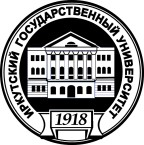 ИРКУТСКИЙ ГОСУДАРСТВЕННЫЙ УНИВЕРСИТЕТ
1918